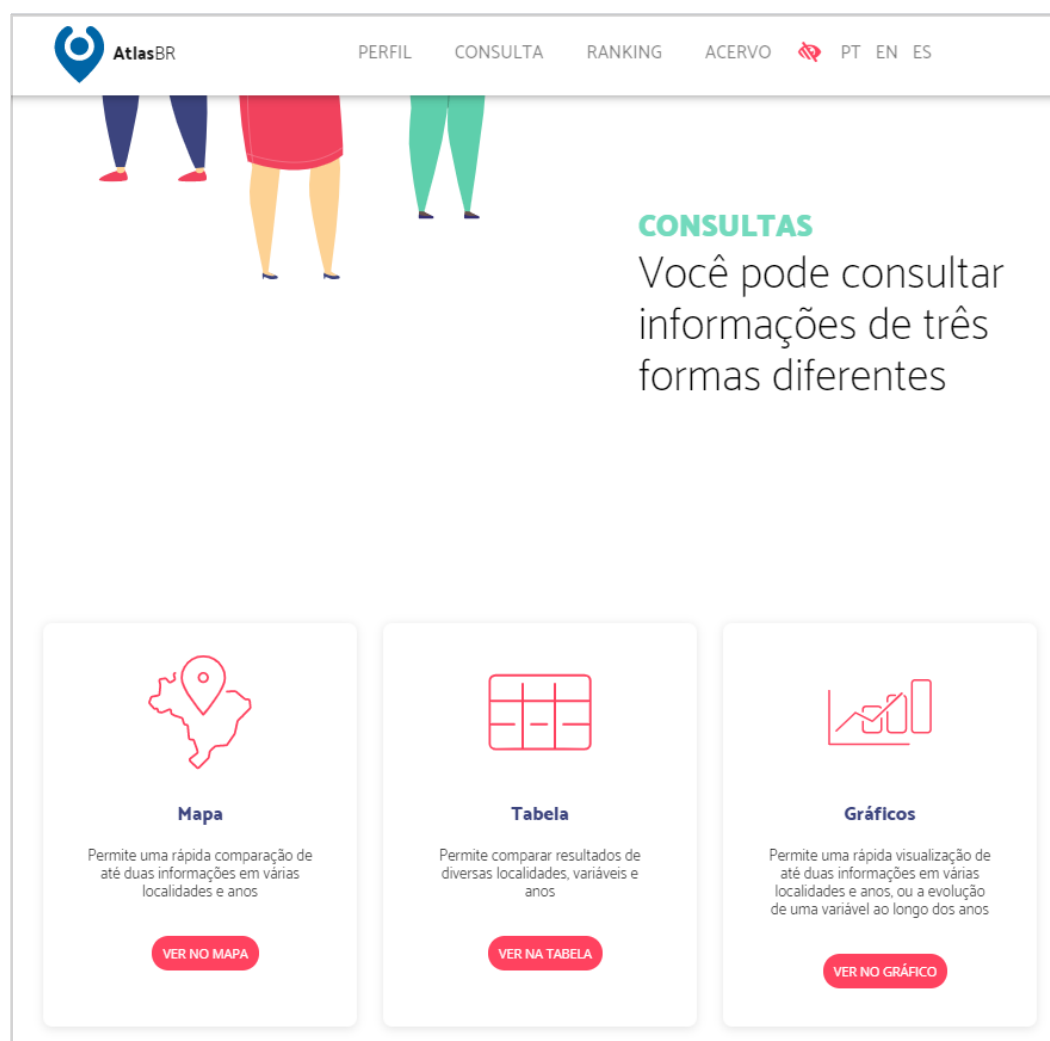 AtlasBR
PERFIL CONSULTA RANKING ACERVO PT EN ES
CONSULTAS
Você pode consultar
informações de três
formas diferentes
Mapa
Permite uma rápida comparação de
até duas informações em várias
localidades e anos
VER NO MAPA
Tabela
Permite comparar resultados de
diversas localidades, variáveis e
anos
VER NA TABELA
Gráficos
Permite uma rápida visualização de
até duas informações em várias
localidades e anos, ou a evolução
de uma variável ao longo dos anos
VER NO GRÁFICO